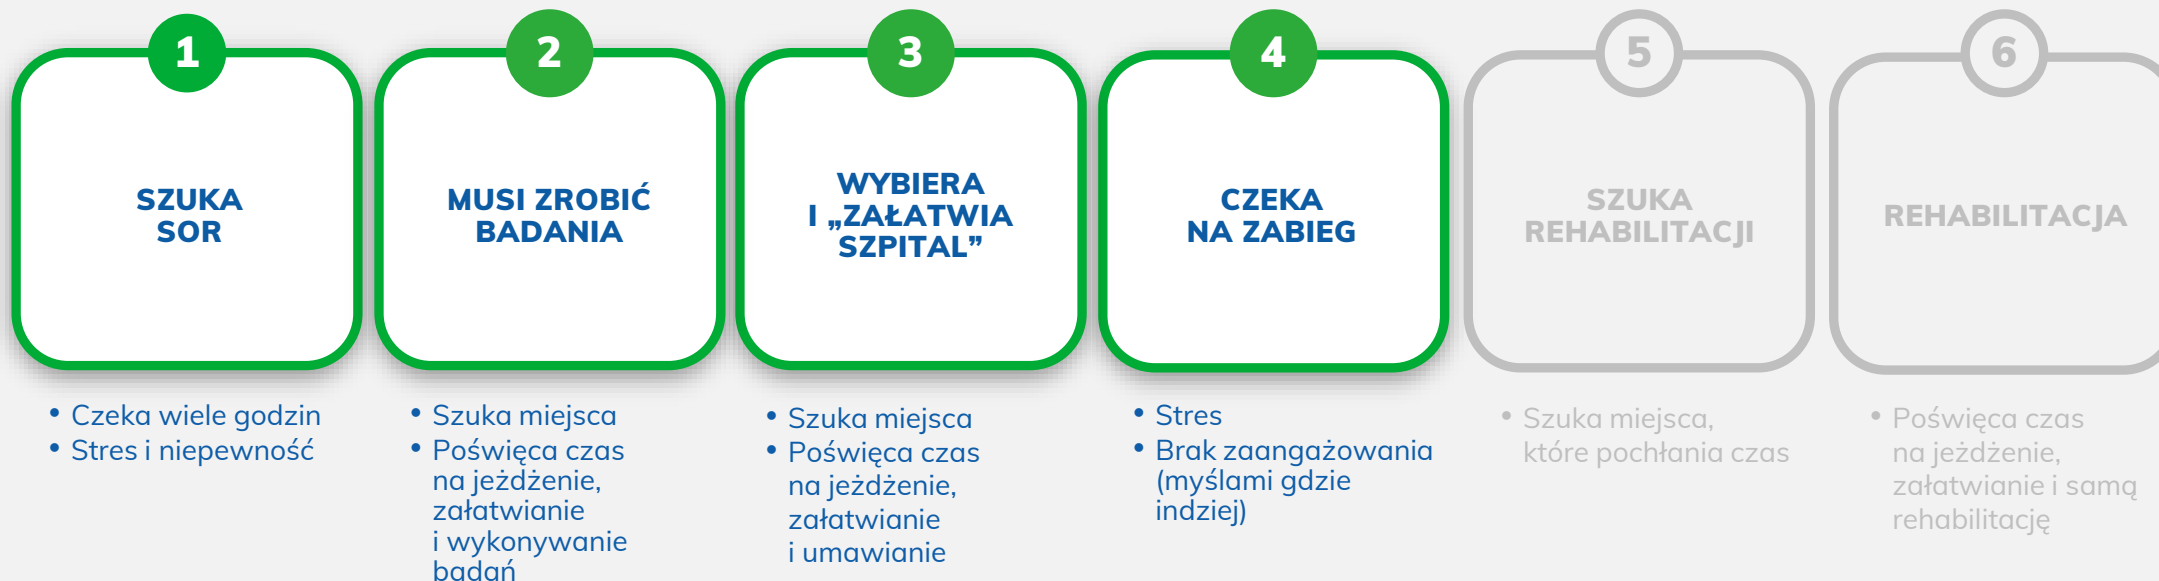 1
SZUKA
SOR
• Czeka wiele godzin
• Stres i niepewność
2
MUSI ZROBIĆ
BADANIA
• Szuka miejsca
• Poświęca czas
na jeżdżenie,
załatwianie
i wykonywanie
badań
3
WYBIERA
I „ZAŁATWIA
SZPITAL”
• Szuka miejsca
• Poświęca czas
na jeżdżenie,
załatwianie
i umawianie
4
CZEKA
NA ZABIEG
• Stres
• Brak zaangażowania
(myślami gdzie
indziej)
5
SZUKA
REHABILITACJI
• Szuka miejsca,
które pochłania czas
6
REHABILITACJA
• Poświęca czas
na jeżdżenie,
załatwianie i samą
rehabilitację